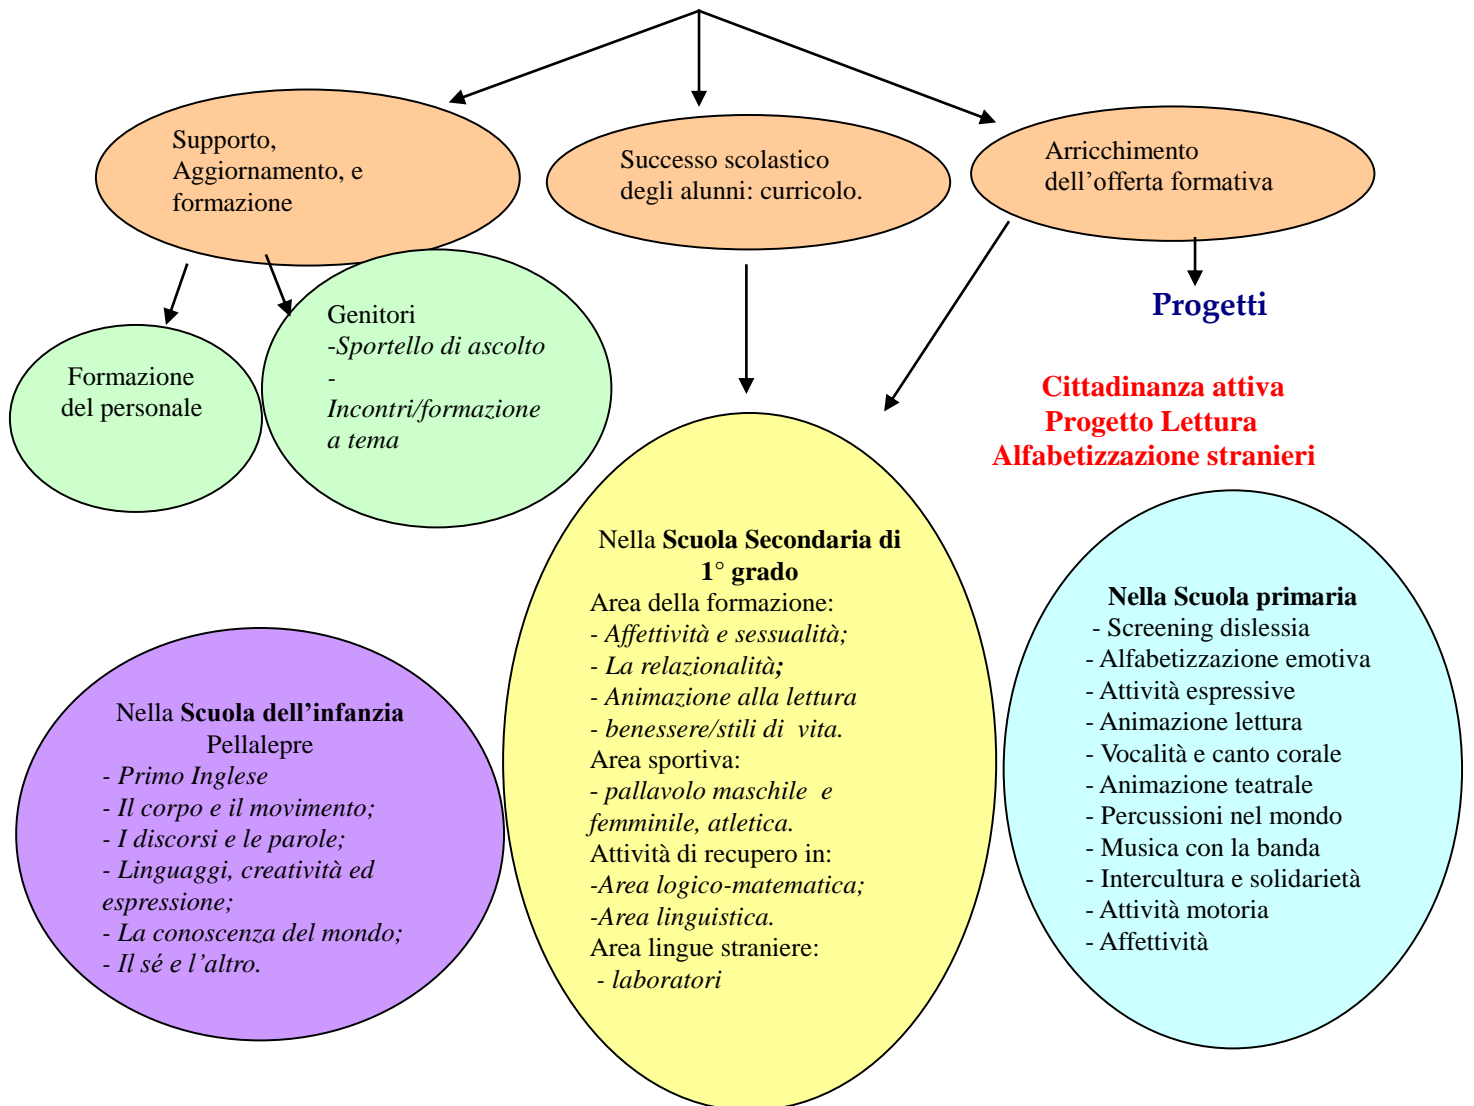 Supporto,
Aggiornamento, e
formazione
Successo scolastico
degli alunni: curricolo.
Arricchimento
dell’offerta formativa
Progetti
Genitori
-Sportello di ascolto
-
Incontri/formazione
a tema
Formazione
del personale
Cittadinanza attiva
Progetto Lettura
Alfabetizzazione stranieri
Nella Scuola Secondaria di
1° grado
Area della formazione:
- Affettività e sessualità;
- La relazionalità;
- Animazione alla lettura
- benessere/stili di vita.
Area sportiva:
- pallavolo maschile e
femminile, atletica.
Attività di recupero in:
-Area logico-matematica;
-Area linguistica.
Area lingue straniere:
- laboratori
Nella Scuola primaria
- Screening dislessia
- Alfabetizzazione emotiva
- Attività espressive
- Animazione lettura
- Vocalità e canto corale
- Animazione teatrale
- Percussioni nel mondo
- Musica con la banda
- Intercultura e solidarietà
- Attività motoria
- Affettività
Nella Scuola dell’infanzia
Pellalepre
- Primo Inglese
- Il corpo e il movimento;
- I discorsi e le parole;
- Linguaggi, creatività ed
espressione;
- La conoscenza del mondo;
- Il sé e l’altro.